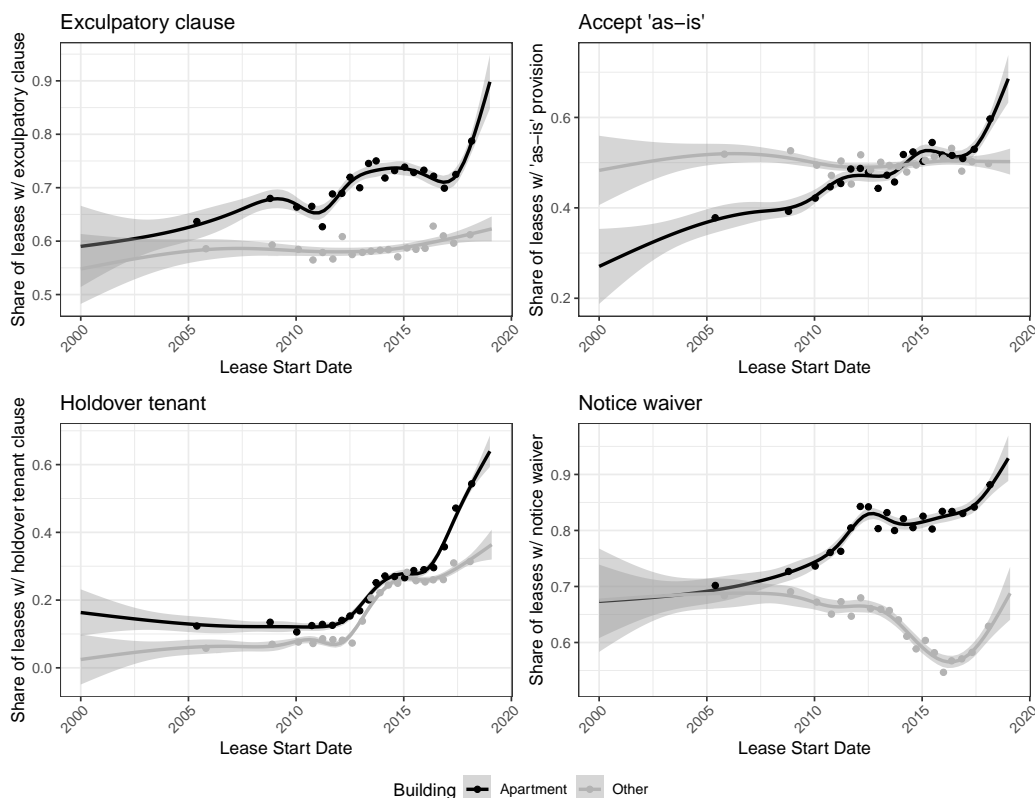 Exculpatory clause
Share of leases w/ exculpatory clause
0.9
0.8
0.7
0.6
0.5
2000
2005
2010
2015
2020
Lease Start Date
Accept 'as−is'
Share of leases w/ 'as−is' provision
0.6
0.4
0.2
2000
2005
2010
2015
2020
Lease Start Date
Holdover tenant
Share of leases w/ holdover tenant clause
0.6
0.4
0.2
0.0
2000
2005
2010
2015
2020
Lease Start Date
Notice waiver
Share of leases w/ notice waiver
0.9
0.8
0.7
0.6
2000
2005
2010
2015
2020
Lease Start Date
Building Apartment Other